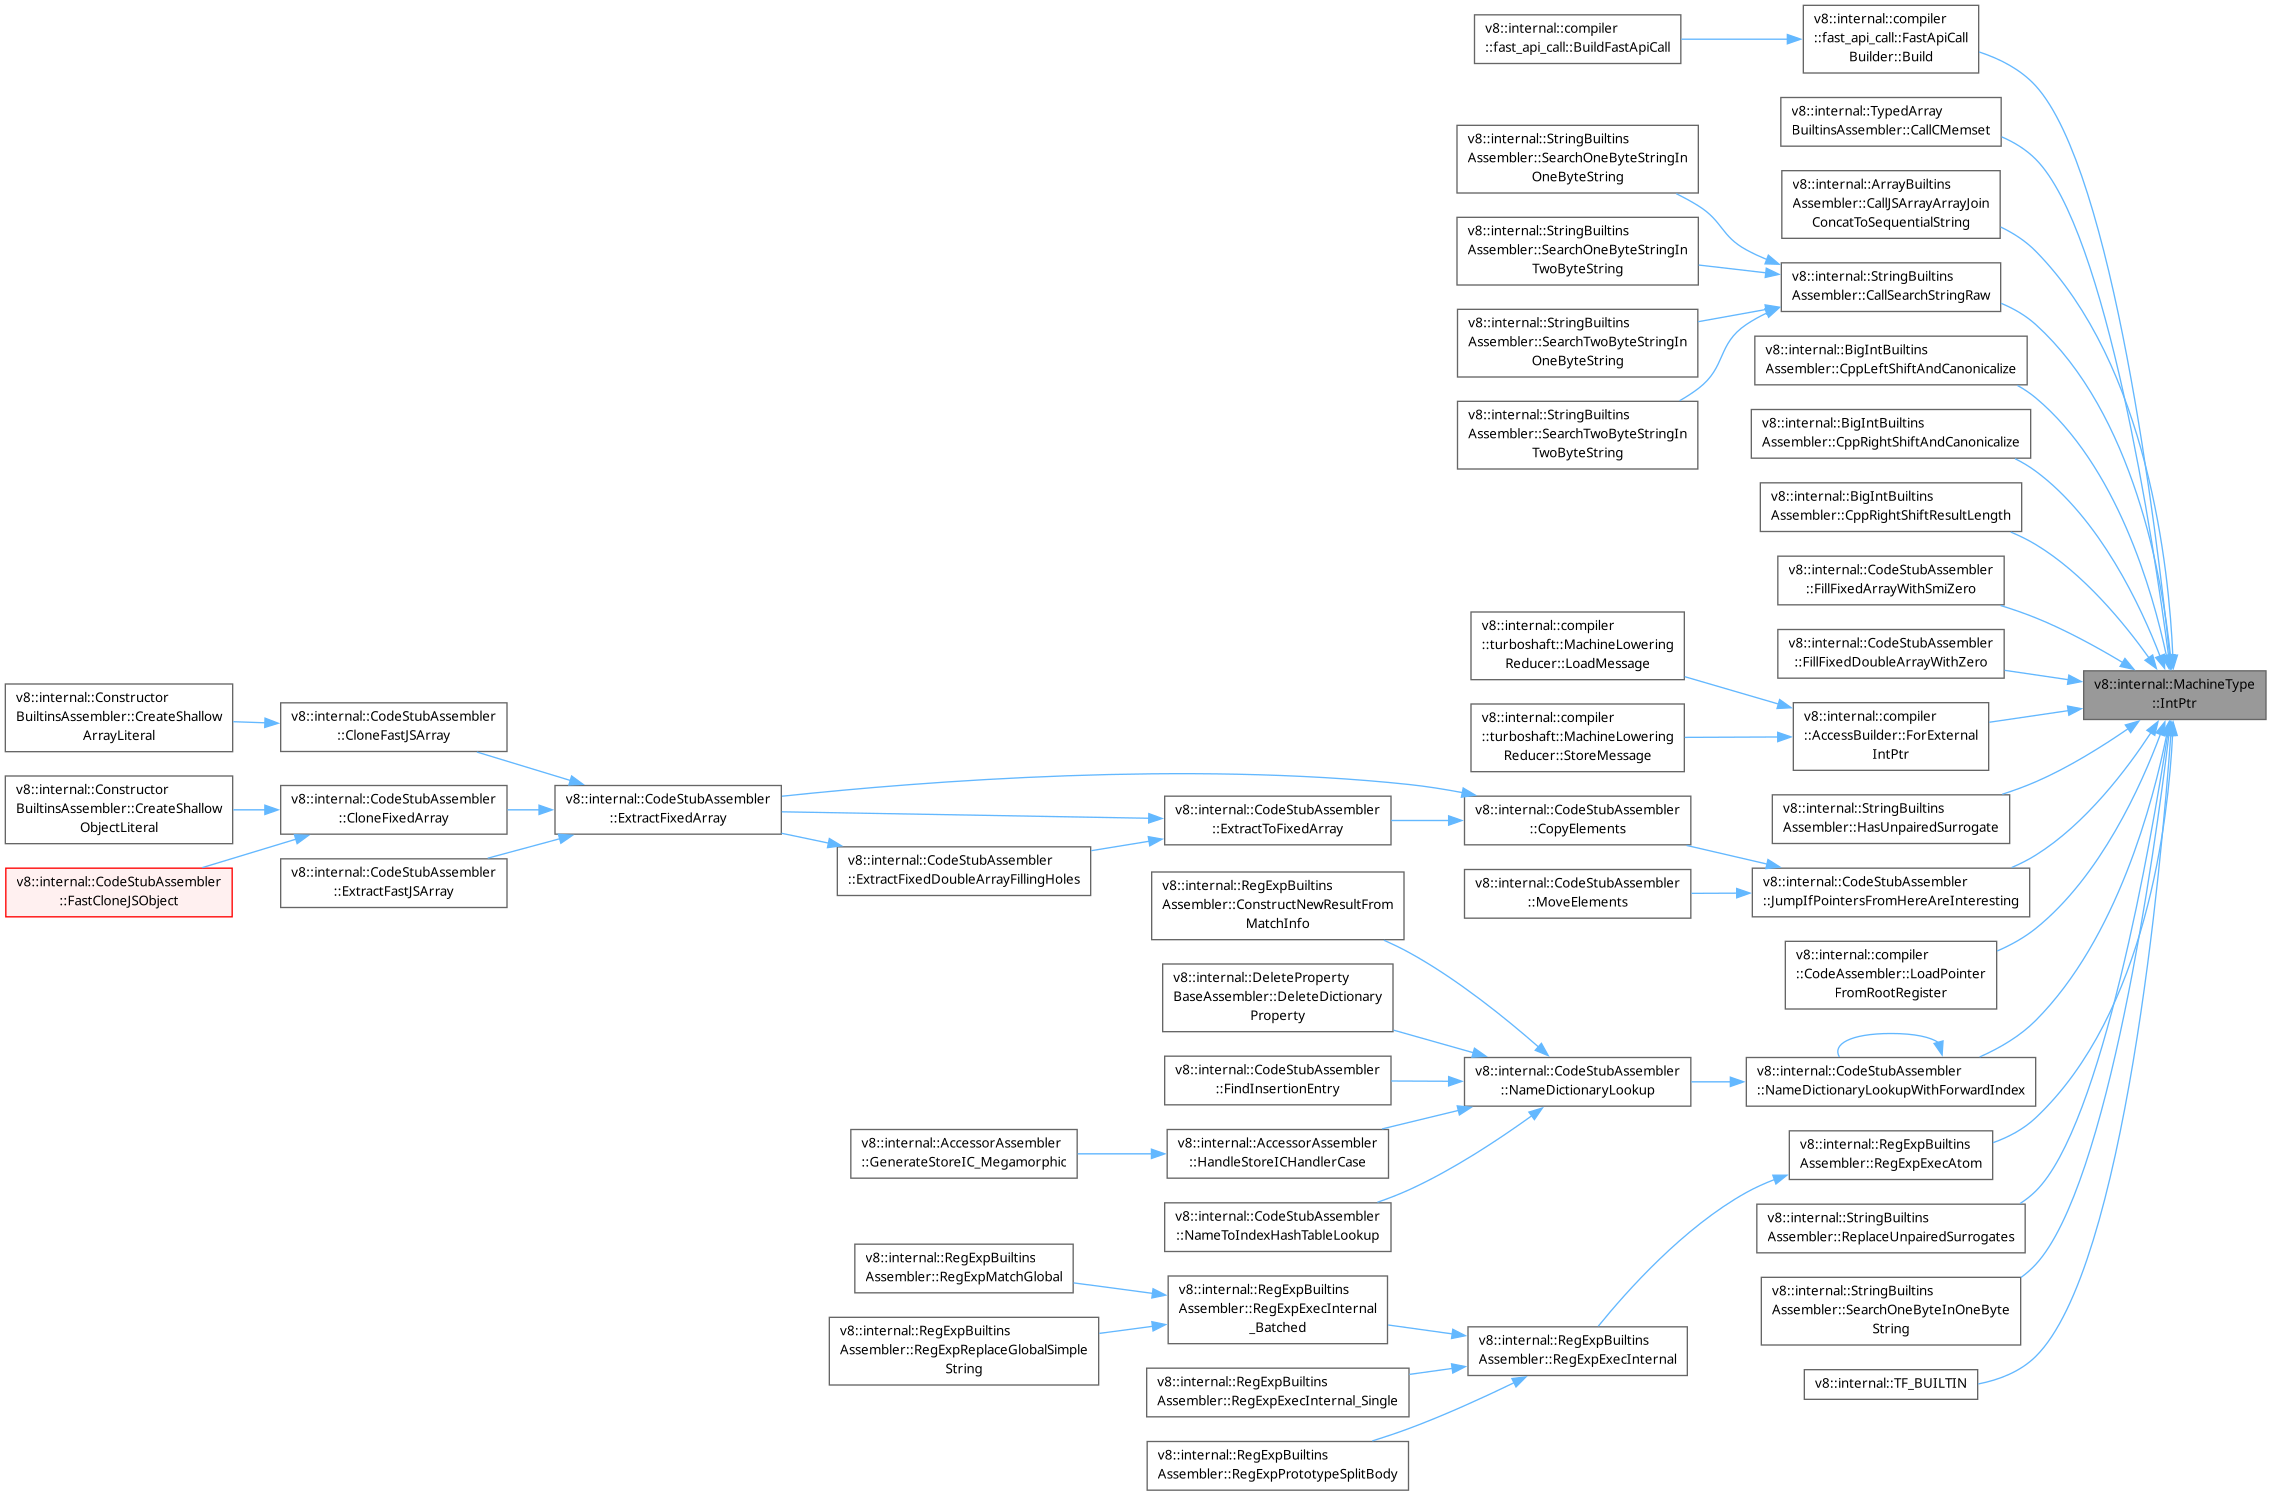 v8::internal::compiler
::fast_api_call::BuildFastApiCall
v8::internal::compiler
::fast_api_call::FastApiCall
Builder::Build
v8::internal::TypedArray
BuiltinsAssembler::CallCMemset
v8::internal::StringBuiltins
Assembler::SearchOneByteStringIn
OneByteString
v8::internal::ArrayBuiltins
Assembler::CallJSArrayArrayJoin
ConcatToSequentialString
v8::internal::StringBuiltins
Assembler::SearchOneByteStringIn
TwoByteString
v8::internal::StringBuiltins
Assembler::CallSearchStringRaw
v8::internal::StringBuiltins
Assembler::SearchTwoByteStringIn
OneByteString
v8::internal::BigIntBuiltins
Assembler::CppLeftShiftAndCanonicalize
v8::internal::StringBuiltins
Assembler::SearchTwoByteStringIn
TwoByteString
v8::internal::BigIntBuiltins
Assembler::CppRightShiftAndCanonicalize
v8::internal::BigIntBuiltins
Assembler::CppRightShiftResultLength
v8::internal::CodeStubAssembler
::FillFixedArrayWithSmiZero
v8::internal::compiler
::turboshaft::MachineLowering
Reducer::LoadMessage
v8::internal::CodeStubAssembler
::FillFixedDoubleArrayWithZero
v8::internal::MachineType
::IntPtr
v8::internal::Constructor
BuiltinsAssembler::CreateShallow
ArrayLiteral
v8::internal::CodeStubAssembler
::CloneFastJSArray
v8::internal::compiler
::turboshaft::MachineLowering
Reducer::StoreMessage
v8::internal::compiler
::AccessBuilder::ForExternal
IntPtr
v8::internal::Constructor
BuiltinsAssembler::CreateShallow
ObjectLiteral
v8::internal::CodeStubAssembler
::CloneFixedArray
v8::internal::CodeStubAssembler
::ExtractFixedArray
v8::internal::CodeStubAssembler
::ExtractToFixedArray
v8::internal::CodeStubAssembler
::CopyElements
v8::internal::StringBuiltins
Assembler::HasUnpairedSurrogate
v8::internal::CodeStubAssembler
::FastCloneJSObject
v8::internal::CodeStubAssembler
::ExtractFastJSArray
v8::internal::CodeStubAssembler
::ExtractFixedDoubleArrayFillingHoles
v8::internal::RegExpBuiltins
Assembler::ConstructNewResultFrom
MatchInfo
v8::internal::CodeStubAssembler
::MoveElements
v8::internal::CodeStubAssembler
::JumpIfPointersFromHereAreInteresting
v8::internal::DeleteProperty
BaseAssembler::DeleteDictionary
Property
v8::internal::compiler
::CodeAssembler::LoadPointer
FromRootRegister
v8::internal::CodeStubAssembler
::FindInsertionEntry
v8::internal::CodeStubAssembler
::NameDictionaryLookup
v8::internal::CodeStubAssembler
::NameDictionaryLookupWithForwardIndex
v8::internal::AccessorAssembler
::GenerateStoreIC_Megamorphic
v8::internal::AccessorAssembler
::HandleStoreICHandlerCase
v8::internal::RegExpBuiltins
Assembler::RegExpExecAtom
v8::internal::CodeStubAssembler
::NameToIndexHashTableLookup
v8::internal::StringBuiltins
Assembler::ReplaceUnpairedSurrogates
v8::internal::RegExpBuiltins
Assembler::RegExpMatchGlobal
v8::internal::RegExpBuiltins
Assembler::RegExpExecInternal
_Batched
v8::internal::StringBuiltins
Assembler::SearchOneByteInOneByte
String
v8::internal::RegExpBuiltins
Assembler::RegExpReplaceGlobalSimple
String
v8::internal::RegExpBuiltins
Assembler::RegExpExecInternal
v8::internal::RegExpBuiltins
Assembler::RegExpExecInternal_Single
v8::internal::TF_BUILTIN
v8::internal::RegExpBuiltins
Assembler::RegExpPrototypeSplitBody